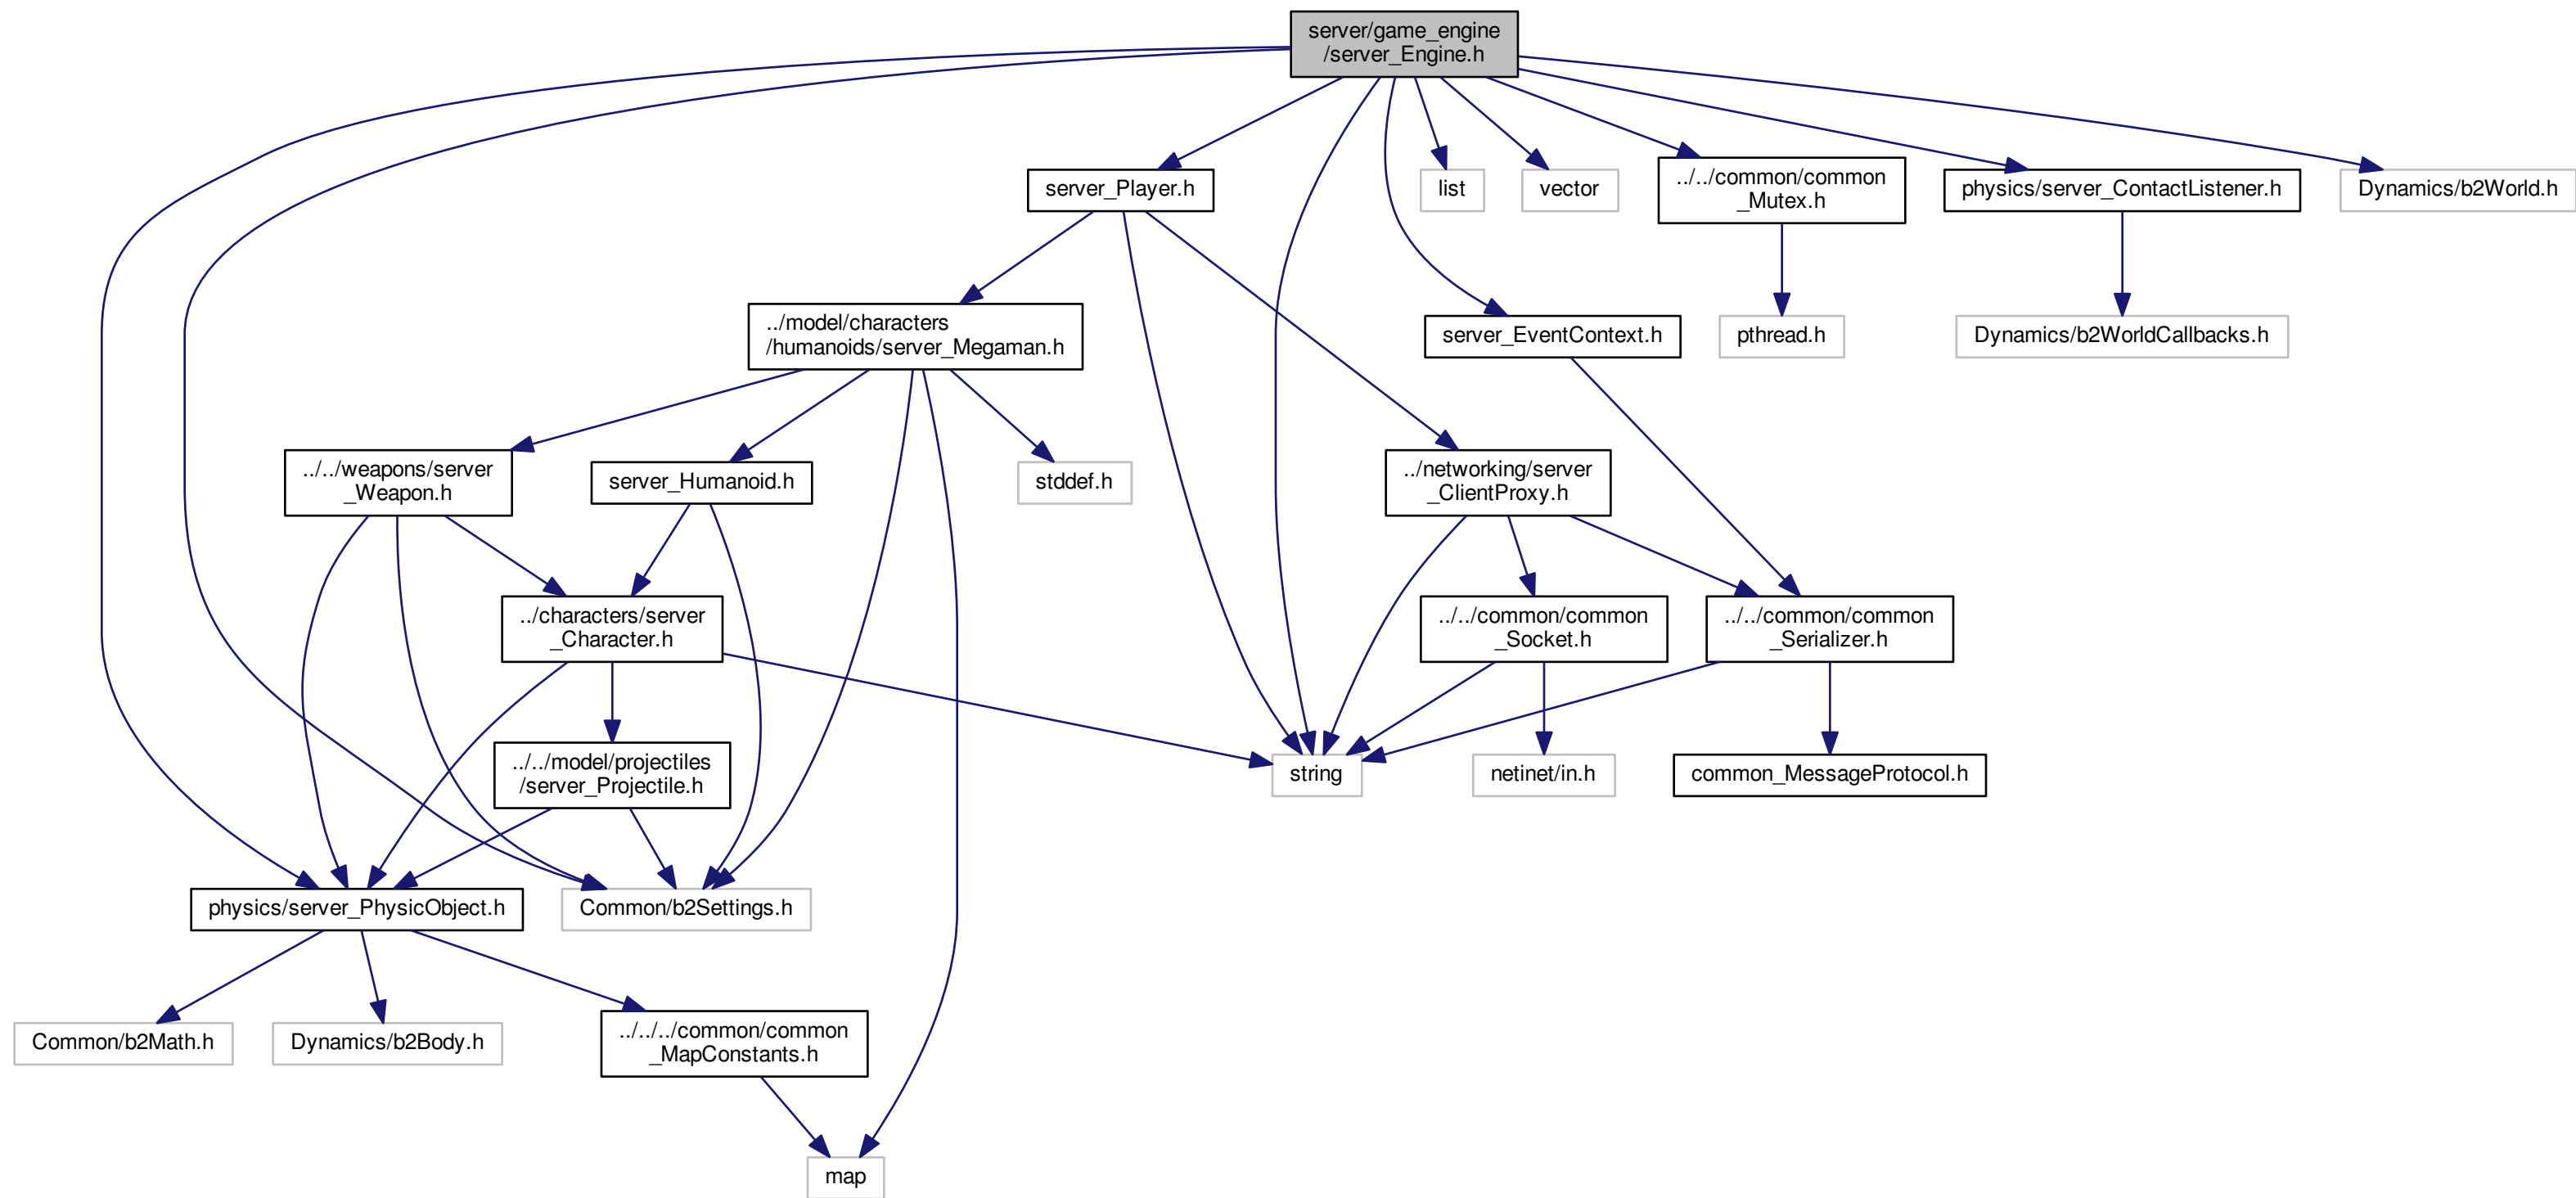 server/game_engine
/server_Engine.h
server_Player.h
list
vector
../../common/common
_Mutex.h
physics/server_ContactListener.h
Dynamics/b2World.h
../model/characters
/humanoids/server_Megaman.h
server_EventContext.h
pthread.h
Dynamics/b2WorldCallbacks.h
../../weapons/server
_Weapon.h
server_Humanoid.h
stddef.h
../networking/server
_ClientProxy.h
../characters/server
_Character.h
../../common/common
_Socket.h
../../common/common
_Serializer.h
../../model/projectiles
/server_Projectile.h
string
netinet/in.h
common_MessageProtocol.h
physics/server_PhysicObject.h
Common/b2Settings.h
Common/b2Math.h
Dynamics/b2Body.h
../../../common/common
_MapConstants.h
map